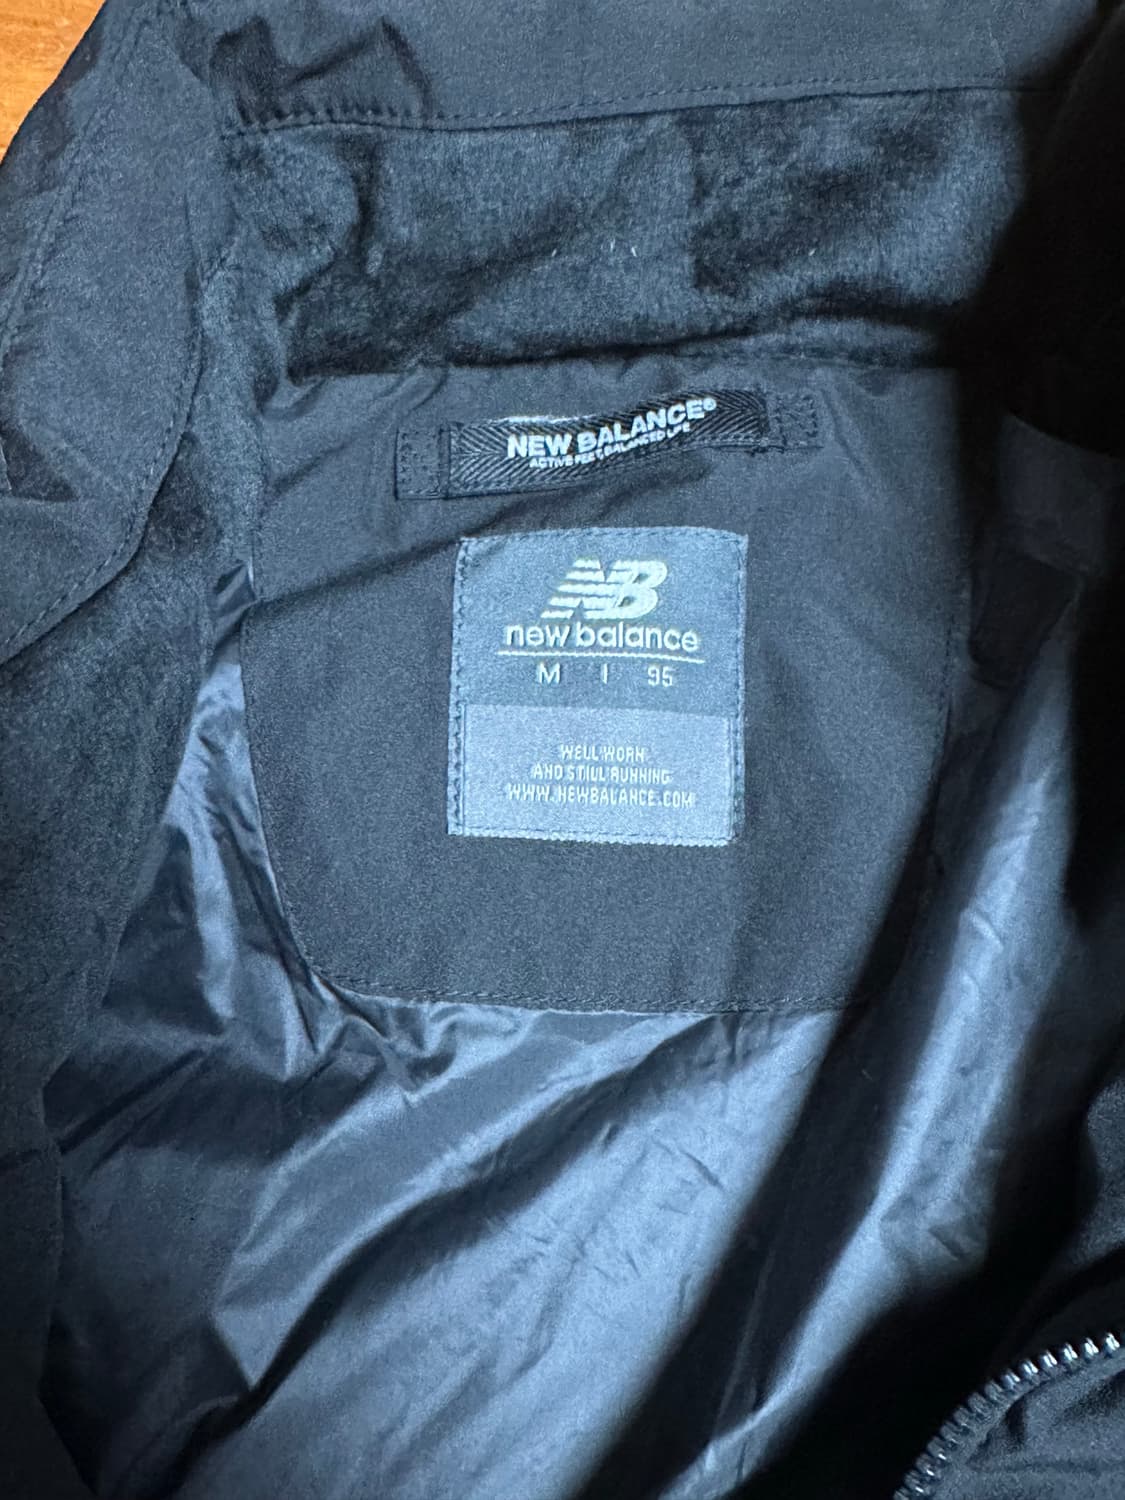 NEW BALANCE®
ACTIVE FEET, BALANCED LIFE
NB
new balance
M | 95
WELL WORN
AND STILL RUNNING
WWW.NEWBALANCE.COM